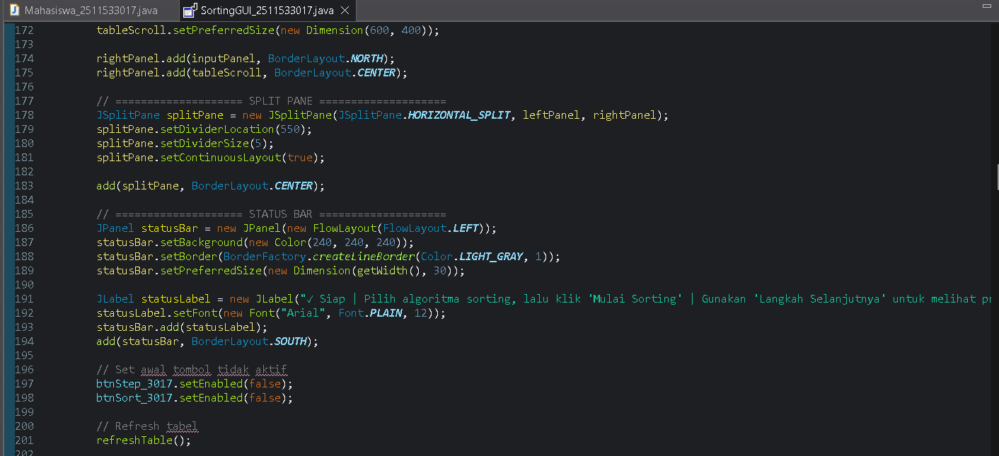 Mahasiswa_2511533017.java
SortingGUI_2511533017.java
172 tableScroll.setPreferredSize(new Dimension(600, 400));
173
174 rightPanel.add(inputPanel, BorderLayout.NORTH);
175 rightPanel.add(tableScroll, BorderLayout.CENTER);
176
177 // ==================== SPLIT PANE ====================
178 JSplitPane splitPane = new JSplitPane(JSplitPane.HORIZONTAL_SPLIT, leftPanel, rightPanel);
179 splitPane.setDividerLocation(550);
180 splitPane.setDividerSize(5);
181 splitPane.setContinuousLayout(true);
182
183 add(splitPane, BorderLayout.CENTER);
184
185 // ==================== STATUS BAR ====================
186 JPanel statusBar = new JPanel(new FlowLayout(FlowLayout.LEFT));
187 statusBar.setBackground(new Color(240, 240, 240));
188 statusBar.setBorder(BorderFactory.createLineBorder(Color.LIGHT_GRAY, 1));
189 statusBar.setPreferredSize(new Dimension(getWidth(), 30));
190
191 JLabel statusLabel = new JLabel("✓ Siap | Pilih algoritma sorting, lalu klik 'Mulai Sorting' | Gunakan 'Langkah Selanjutnya' untuk melihat
192 statusLabel.setFont(new Font("Arial", Font.PLAIN, 12));
193 statusBar.add(statusLabel);
194 add(statusBar, BorderLayout.SOUTH);
195
196 // Set awal tombol tidak aktif
197 btnStep_3017.setEnabled(false);
198 btnSort_3017.setEnabled(false);
199
200 // Refresh tabel
201 refreshTable();
202